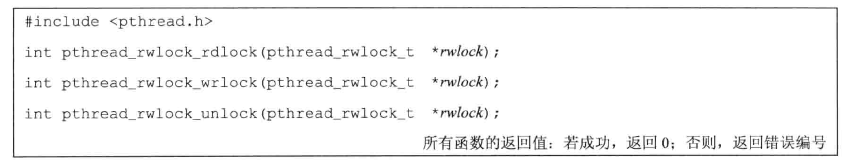 #include <pthread.h>
int pthread_rwlock_rdlock(pthread_rwlock_t *rwlock);
int pthread_rwlock_wrlock(pthread_rwlock_t *rwlock);
int pthread_rwlock_unlock(pthread_rwlock_t *rwlock);
所有函数的返回值：若成功，返回 0；否则，返回错误编号